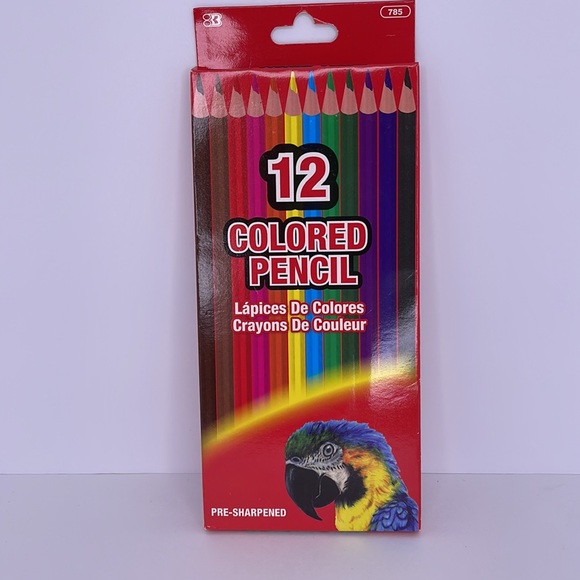 785
12
COLORED
PENCIL
Lápices De Colores
Crayons De Couleur
PRE-SHARPENED